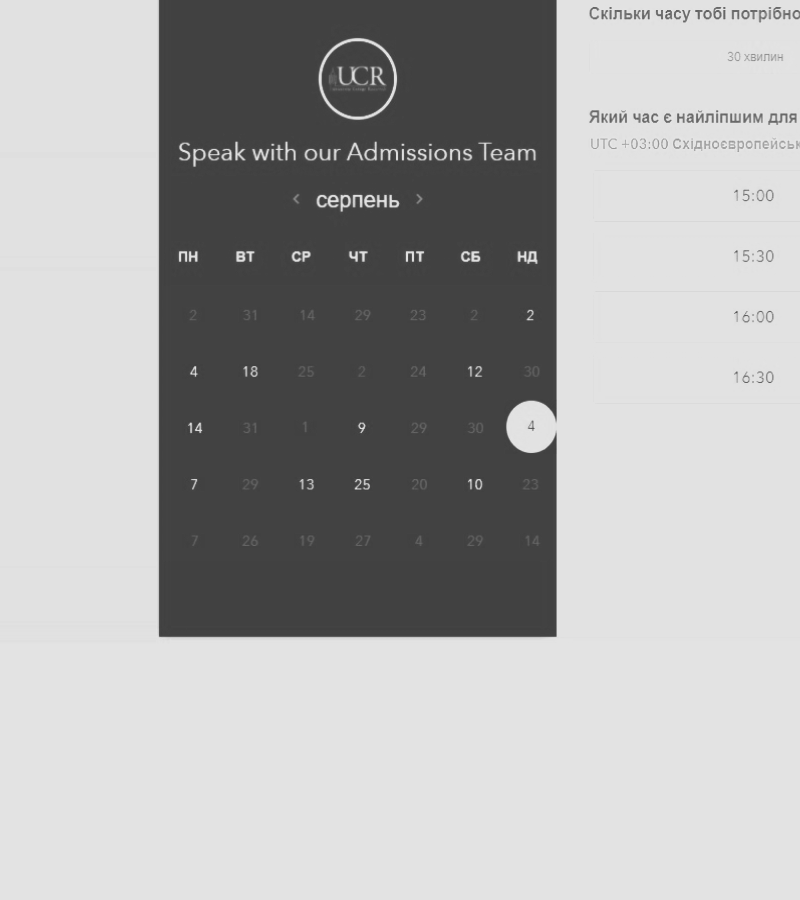 UCR
Speak with our Admissions Team
серпень
ПН ВТ СР ЧТ ПТ СБ НД
2 31 14 29 23 2 2
4 18 25 2 24 12 30
14 31 1 9 29 30 4
7 29 13 25 20 10 23
7 26 19 27 4 29 14
Скільки часу тобі потрібно
30 хвилин
Який час є найліпшим для
UTC +03:00
15:00
15:30
16:00
16:30